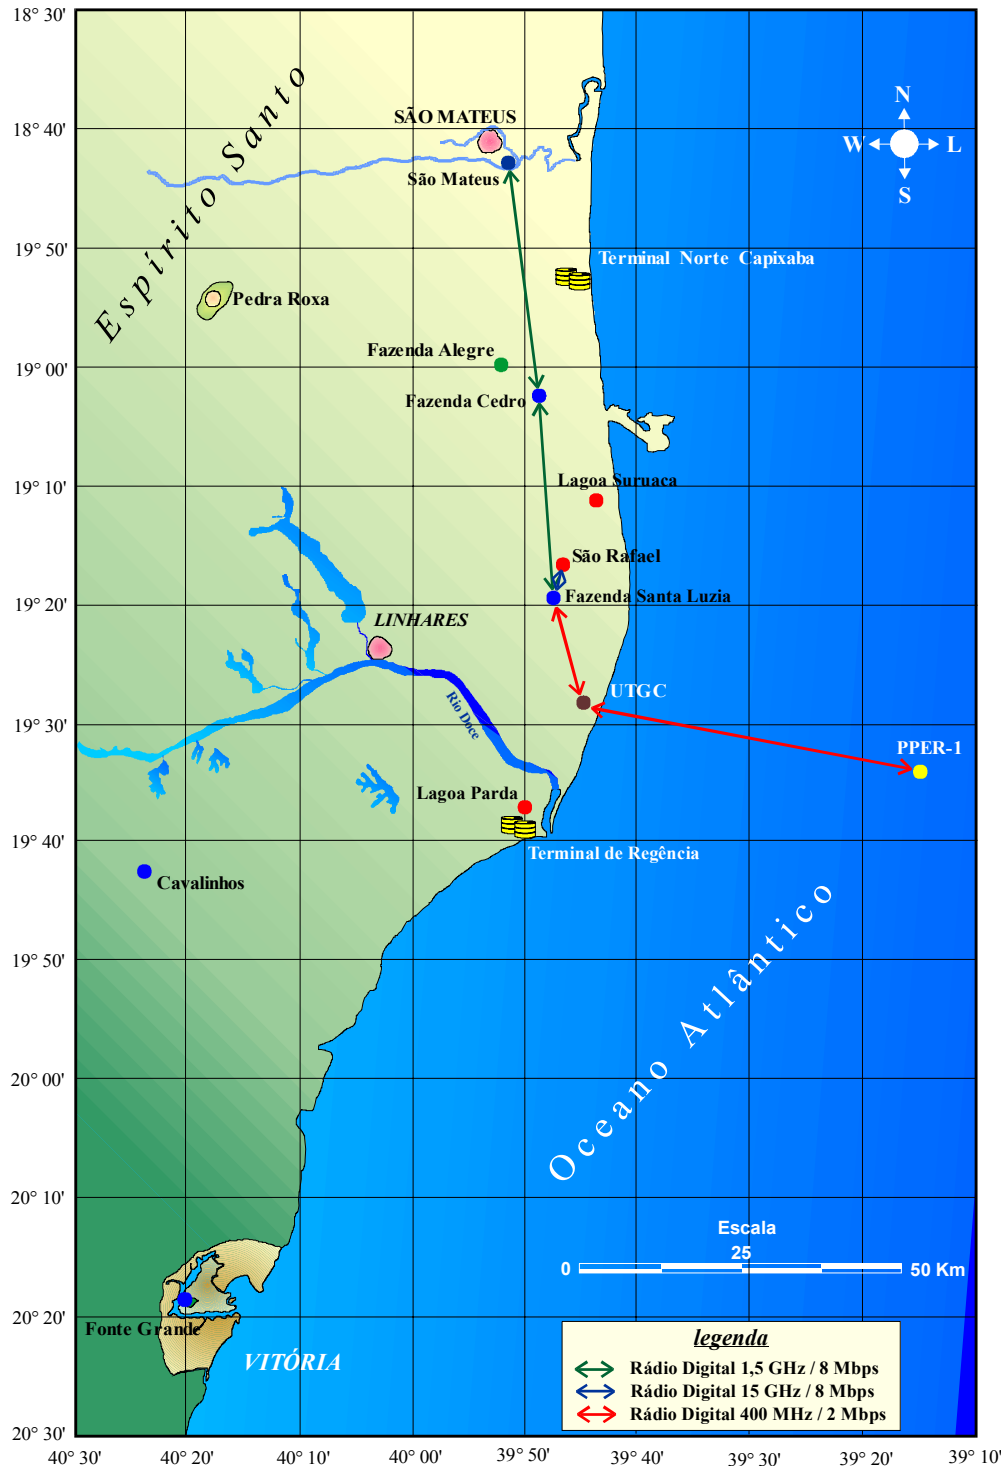 18° 30'
Espírito Santo
N
W
L
S
SÃO MATEUS
18° 40'
São Mateus
19° 50'
Terminal Norte Capixaba
Pedra Roxa
Fazenda Alegre
19° 00'
Fazenda Cedro
Lagoa Suruaca
19° 10'
São Rafael
Fazenda Santa Luzia
19° 20'
LINHARES
UTGC
Rio Doce
19° 30'
PPER-1
Lagoa Parda
19° 40'
Terminal de Regência
Cavalinhos
Oceano Atlântico
19° 50'
20° 00'
20° 10'
Escala
25
0
50 Km
20° 20'
Fonte Grande
VITÓRIA
legenda
Rádio Digital 1,5 GHz / 8 Mbps
Rádio Digital 15 GHz / 8 Mbps
Rádio Digital 400 MHz / 2 Mbps
20° 30'
40° 30' 40° 20' 40° 10' 40° 00' 39° 50' 39° 40' 39° 30' 39° 20' 39° 10'